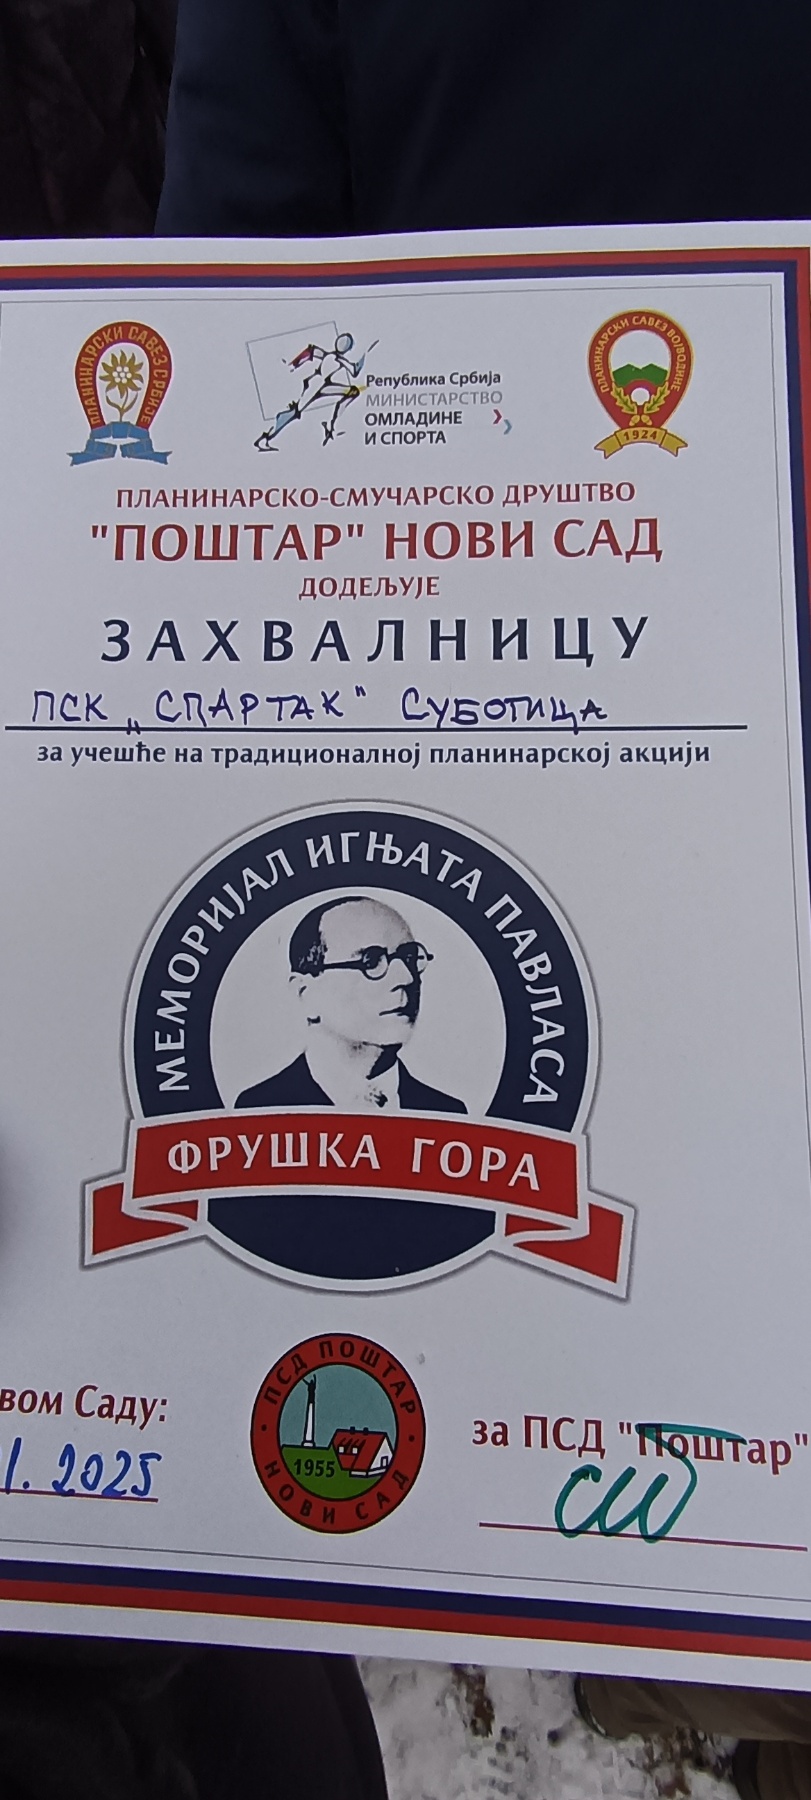 ПЛАНИНАРСКИ САВЕЗ СРБИЈЕ
Република Србија
МИНИСТАРСТВО
ОМЛАДИНЕ
И СПОРТА
ПЛАНИНАРСКИ САВЕЗ ВОЈВОДИНЕ
1924
ПЛАНИНАРСКО-СМУЧАРСКО ДРУШТВО
"ПОШТАР" НОВИ САД
ДОДЕЉУЈЕ
ЗАХВАЛНИЦУ
ПСК „СПАРТАК" СУБОТИЦА
за учешће на традиционалној планинарској акцији
МЕМОРИЈАЛ ИГЊАТА ПАВЛАСА
ФРУШКА ГОРА
вом Саду:
1. 2025
ПСД ПОШТАР
1955
НОВИ САД
за ПСД "Поштар"